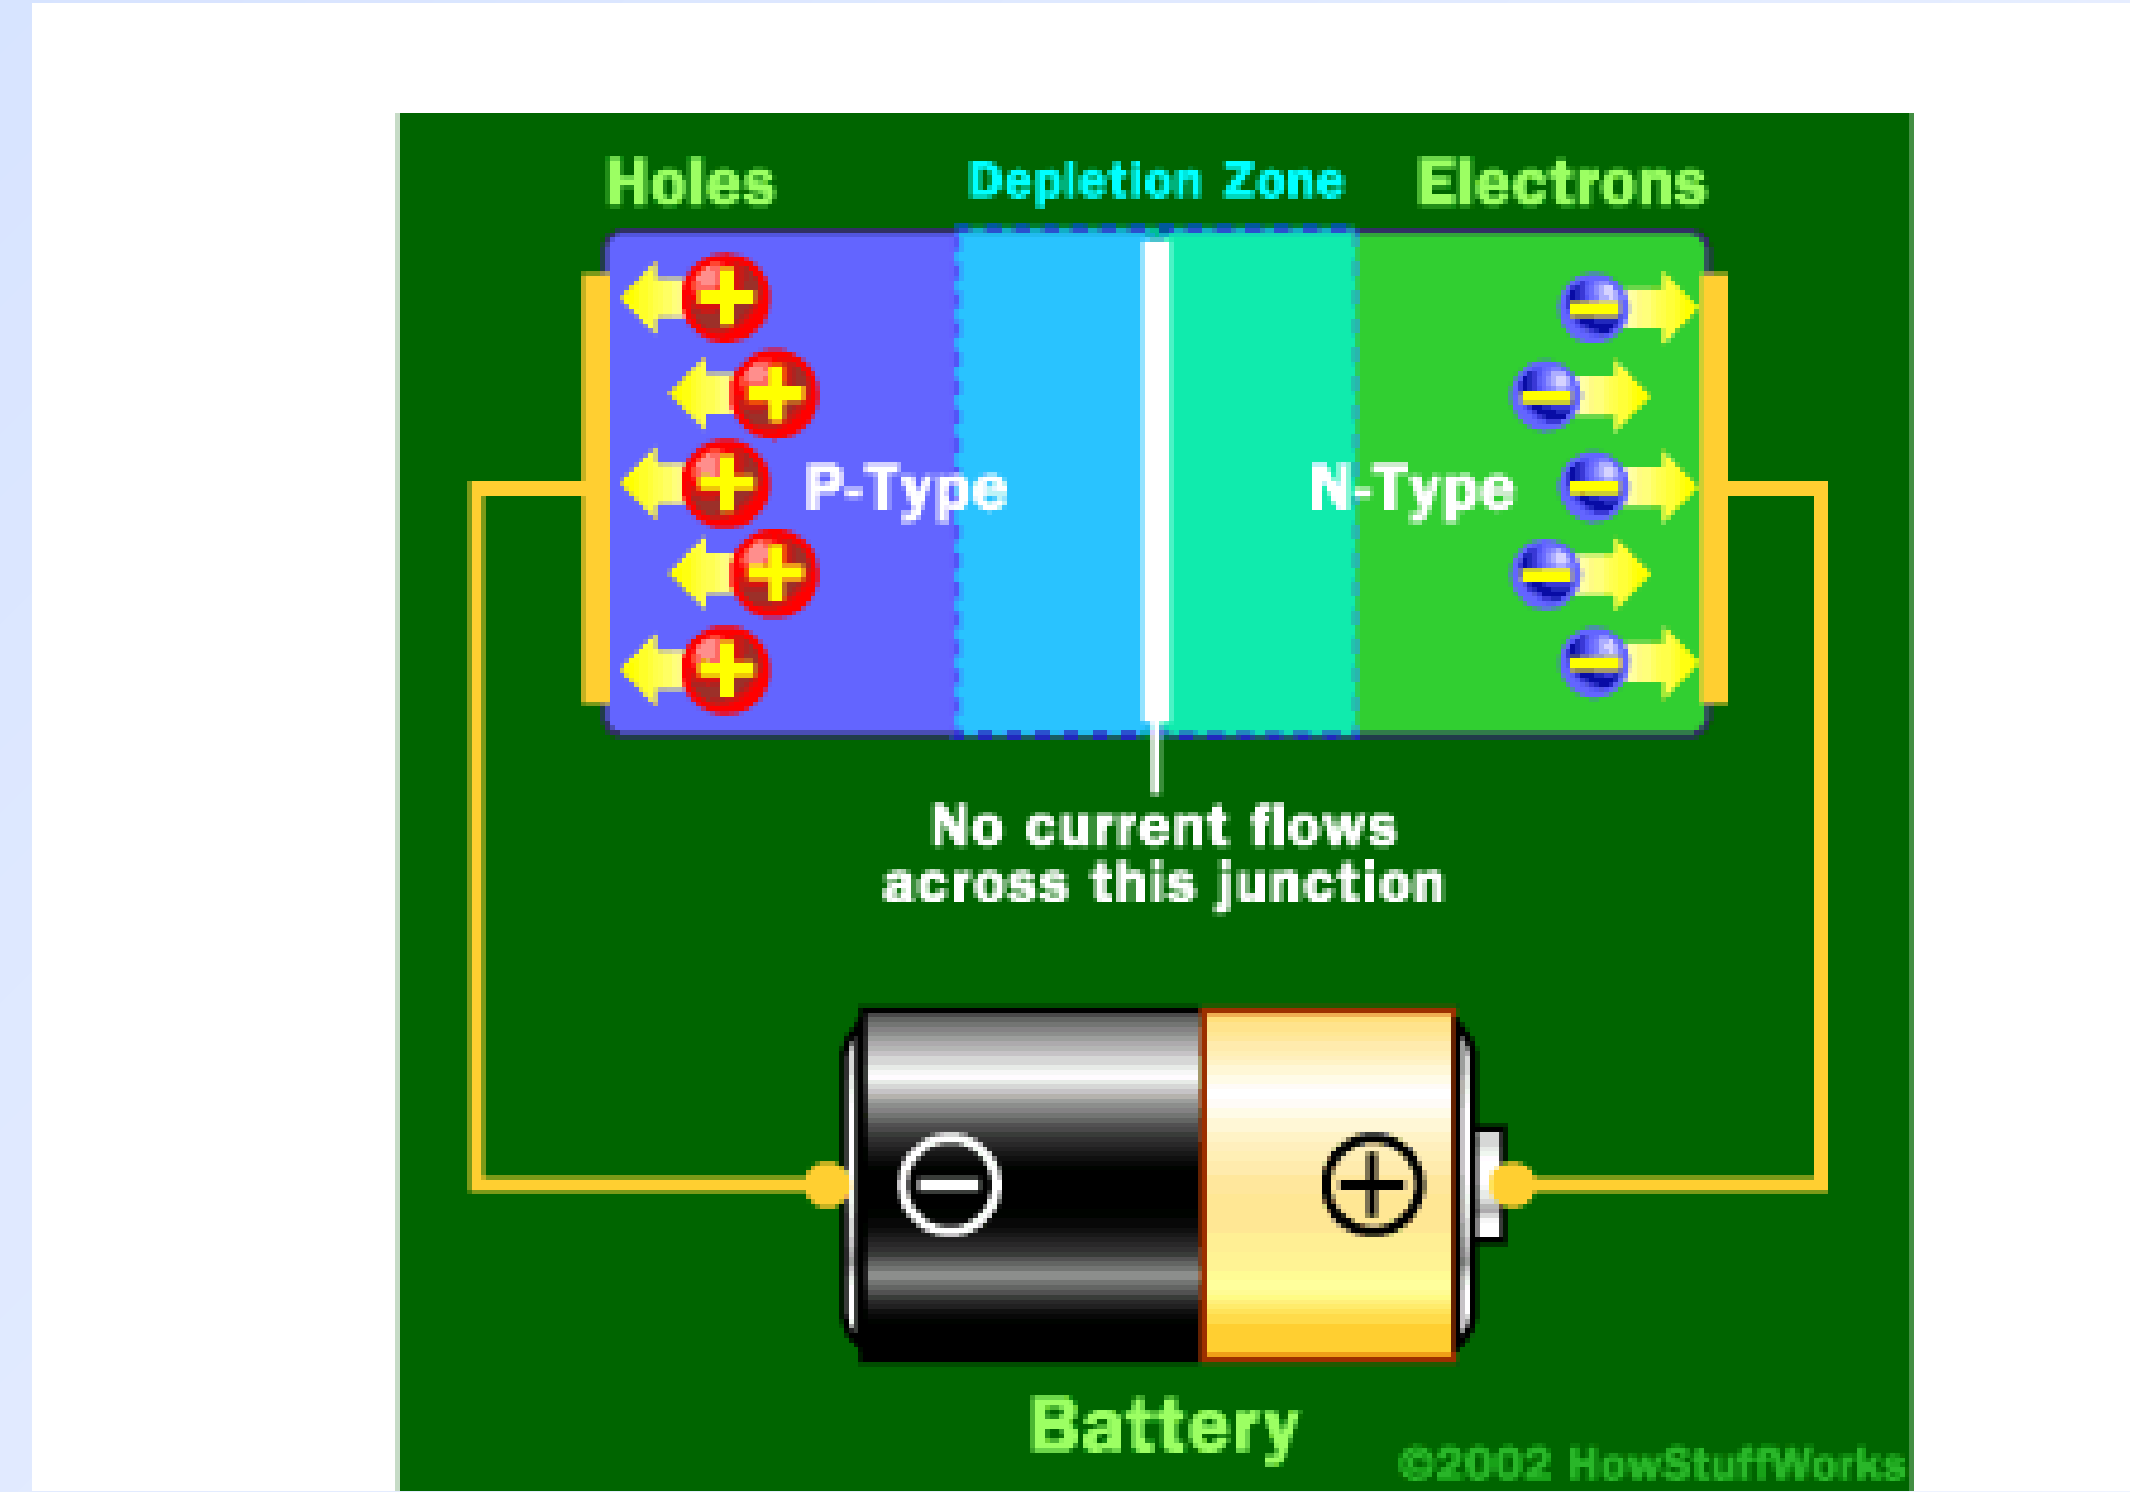 Holes
Depletion Zone
Electrons
P-Type
N-Type
No current flows
across this junction
Battery
©2002 HowStuffWorks